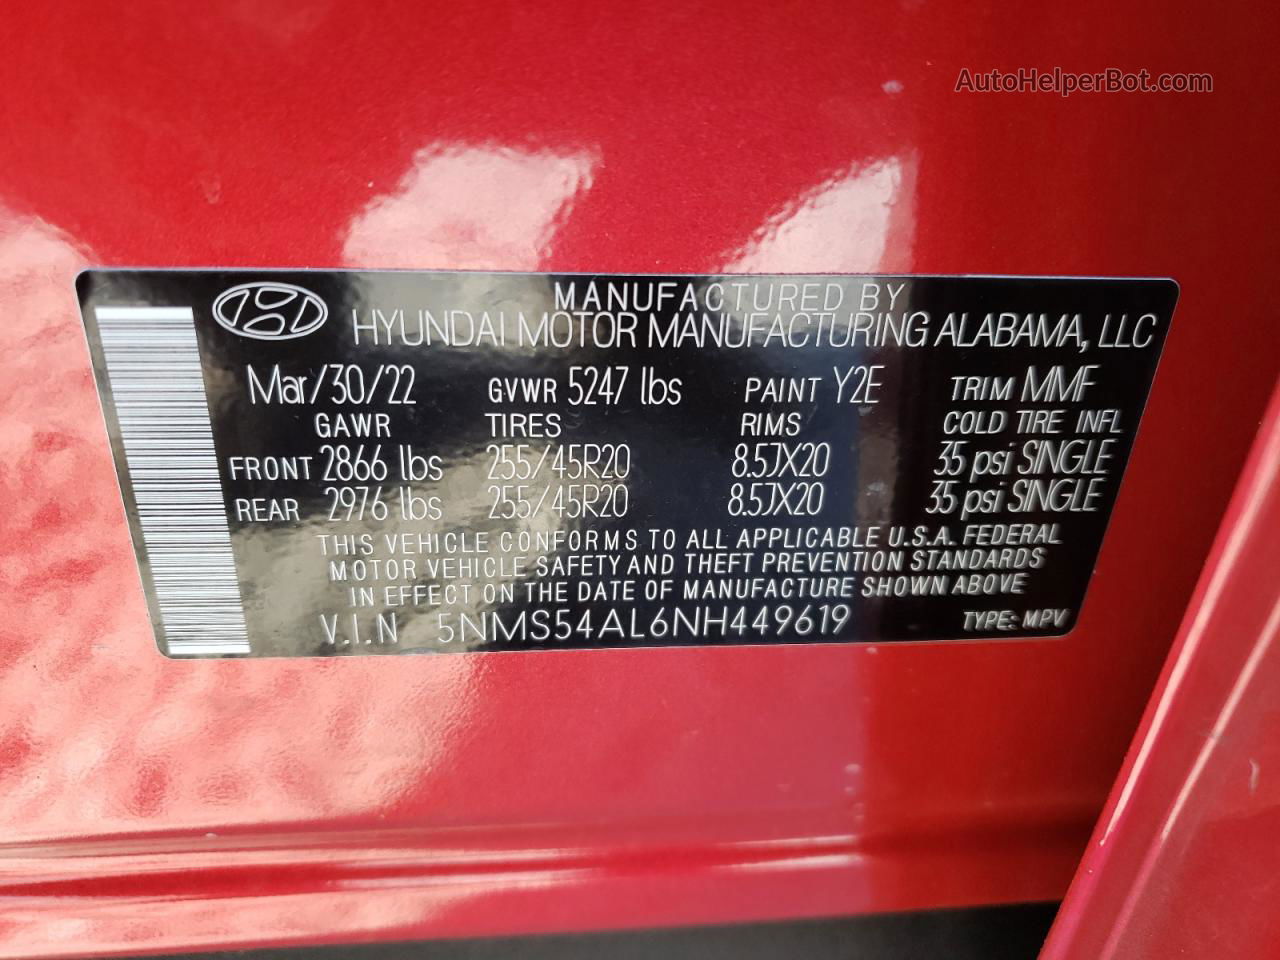 AutoHelperBot.com
MANUFACTURED BY
HYUNDAI MOTOR MANUFACTURING ALABAMA, LLC
Mar/30/22 GVWR 5247 lbs PAINT Y2E TRIM MMF
GAWR TIRES RIMS COLD TIRE INFL
FRONT 2866 lbs 255/45R20 8.5JX20 35 psi SINGLE
REAR 2976 lbs 255/45R20 8.5JX20 35 psi SINGLE
THIS VEHICLE CONFORMS TO ALL APPLICABLE U.S.A. FEDERAL
MOTOR VEHICLE SAFETY AND THEFT PREVENTION STANDARDS
IN EFFECT ON THE DATE OF MANUFACTURE SHOWN ABOVE
V.I.N 5NMS54AL6NH449619 TYPE: MPV